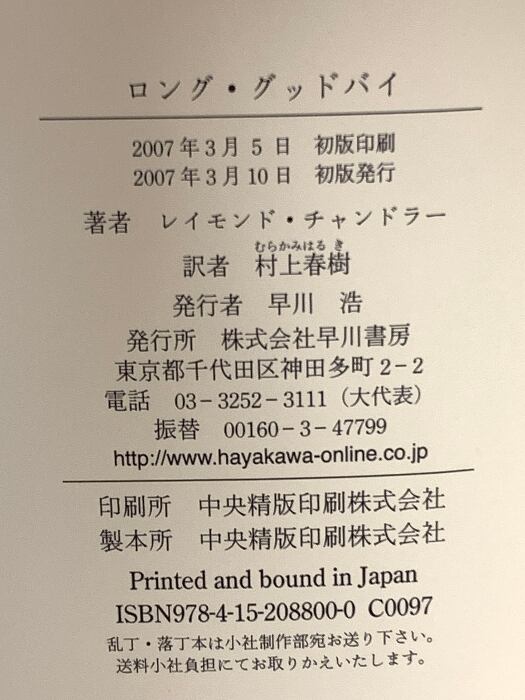 ロング・グッドバイ
2007年3月5日　初版印刷
2007年3月10日　初版発行
著者　レイモンド・チャンドラー
むらかみはるき
訳者　村上春樹
発行者　早川　浩
発行所　株式会社早川書房
東京都千代田区神田多町2-2
電話　03-3252-3111（大代表）
振替　00160-3-47799
http://www.hayakawa-online.co.jp
印刷所　中央精版印刷株式会社
製本所　中央精版印刷株式会社
Printed and bound in Japan
ISBN978-4-15-208800-0 C0097
乱丁・落丁本は小社制作部宛お送り下さい。
送料小社負担にてお取りかえいたします。